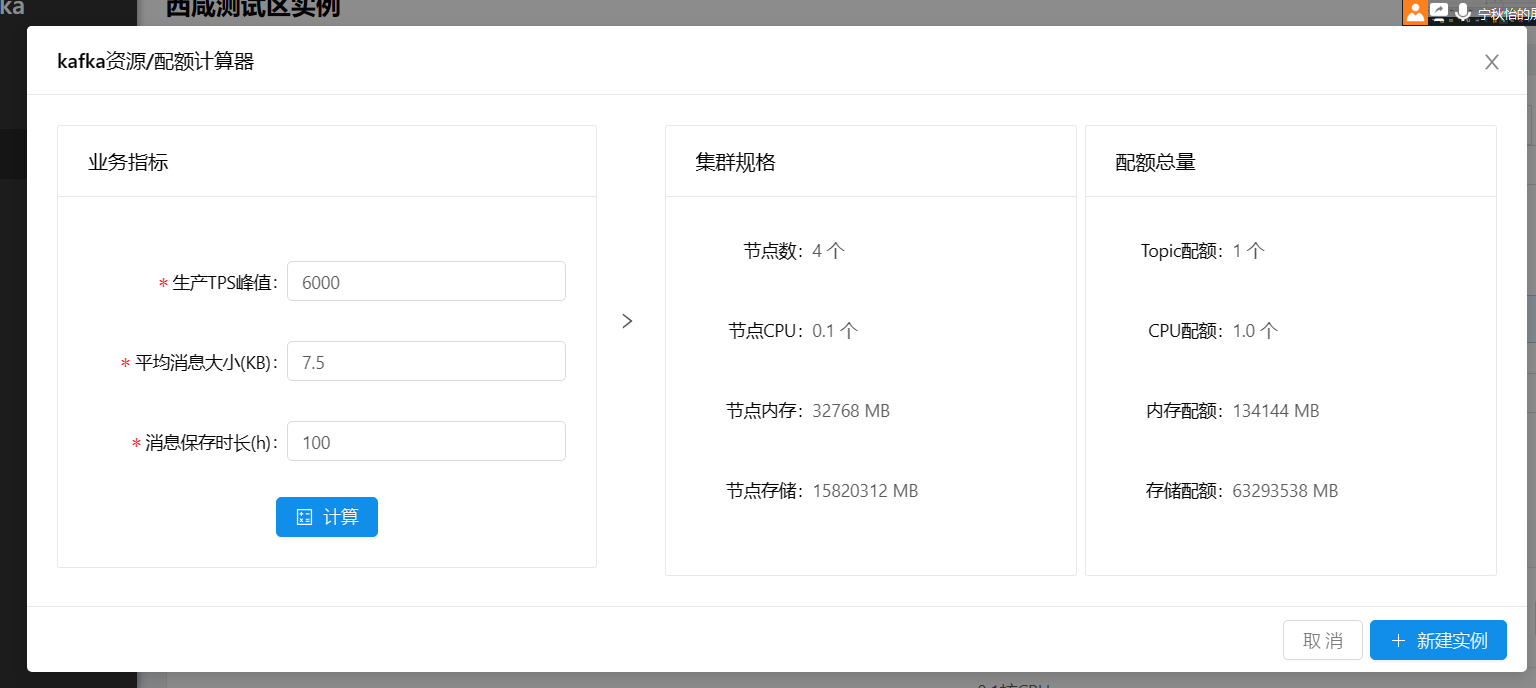 ka
西咸测试区实例
宁秋怡的屏
kafka资源/配额计算器
业务指标
* 生产TPS峰值: 6000
* 平均消息大小(KB): 7.5
* 消息保存时长(h): 100
计算
集群规格
节点数: 4 个
节点CPU: 0.1 个
节点内存: 32768 MB
节点存储: 15820312 MB
配额总量
Topic配额: 1 个
CPU配额: 1.0 个
内存配额: 134144 MB
存储配额: 63293538 MB
取 消
新建实例